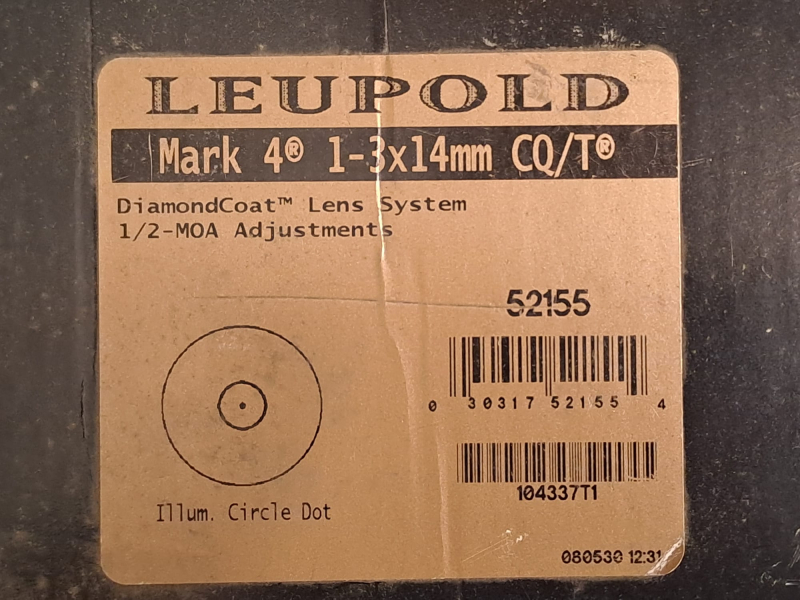 LEUPOLD
Mark 4® 1-3x14mm CQ/T®
DiamondCoat™ Lens System
1/2-MOA Adjustments
52155
0 30317 52155 4
104337T1
Illum. Circle Dot
080530 12:31